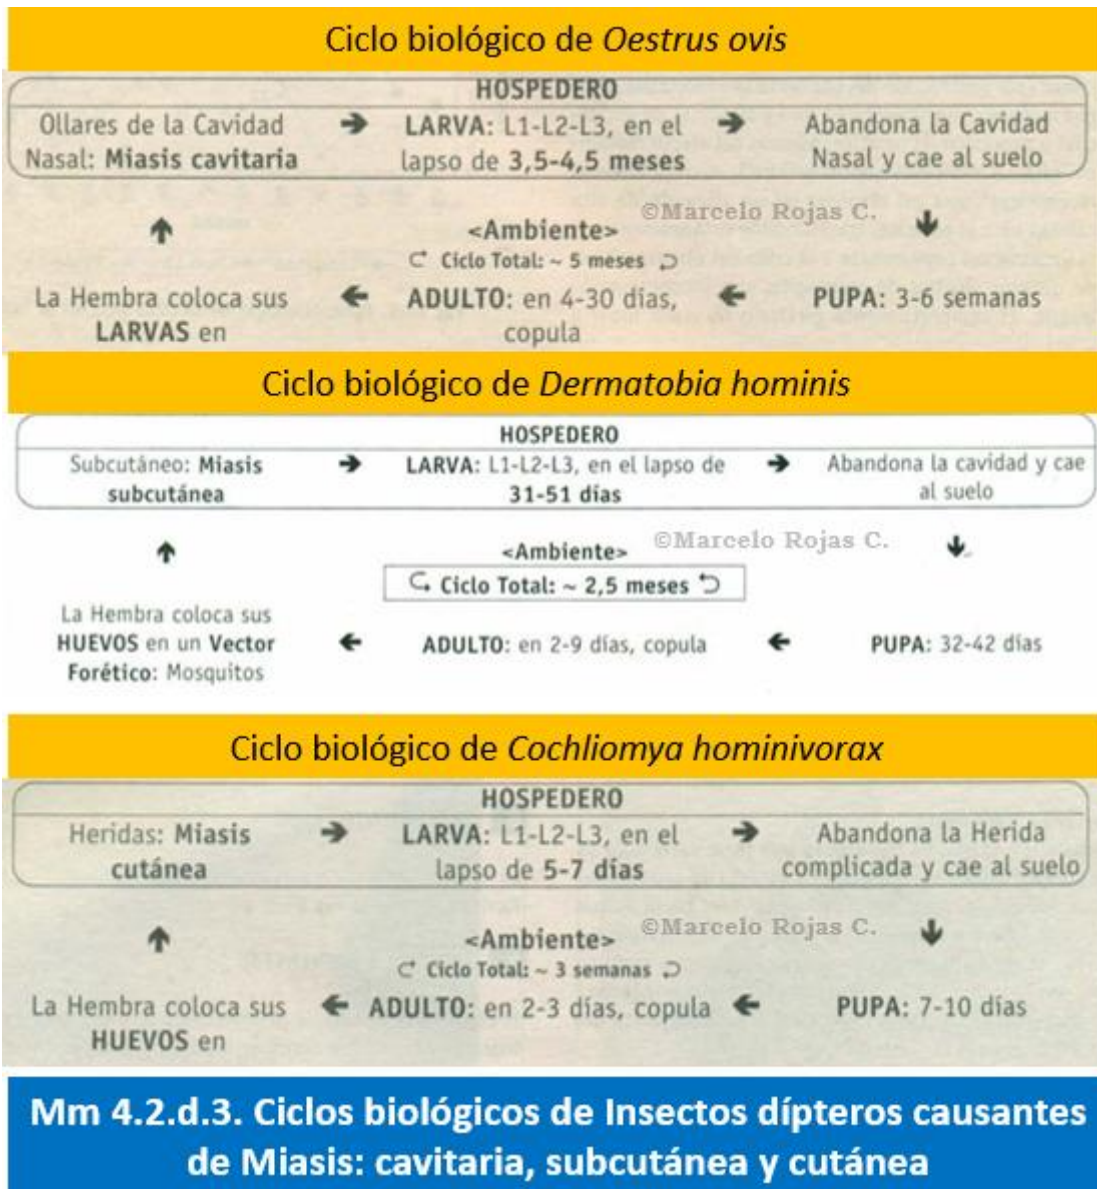 Ciclo biológico de Oestrus ovis
HOSPEDERO
Ollares de la Cavidad
Nasal: Miasis cavitaria
➔
LARVA: L1-L2-L3, en el
lapso de 3,5-4,5 meses
➔
Abandona la Cavidad
Nasal y cae al suelo
©Marcelo Rojas C.
<Ambiente>
Ciclo Total: ~ 5 meses
La Hembra coloca sus
LARVAS en
ADULTO: en 4-30 días,
copula
PUPA: 3-6 semanas
Ciclo biológico de Dermatobia hominis
HOSPEDERO
Subcutáneo: Miasis
subcutánea
LARVA: L1-L2-L3, en el lapso de
31-51 días
Abandona la cavidad y cae
al suelo
©Marcelo Rojas C.
<Ambiente>
Ciclo Total: ~ 2,5 meses
La Hembra coloca sus
HUEVOS en un Vector
Forético: Mosquitos
ADULTO: en 2-9 días, copula
PUPA: 32-42 días
Ciclo biológico de Cochliomya hominivorax
HOSPEDERO
Heridas: Miasis
cutánea
LARVA: L1-L2-L3, en el
lapso de 5-7 días
Abandona la Herida
complicada y cae al suelo
©Marcelo Rojas C.
<Ambiente>
Ciclo Total: ~ 3 semanas
La Hembra coloca sus
HUEVOS en
ADULTO: en 2-3 días, copula
PUPA: 7-10 días
Mm 4.2.d.3. Ciclos biológicos de Insectos dípteros causantes
de Miasis: cavitaria, subcutánea y cutánea